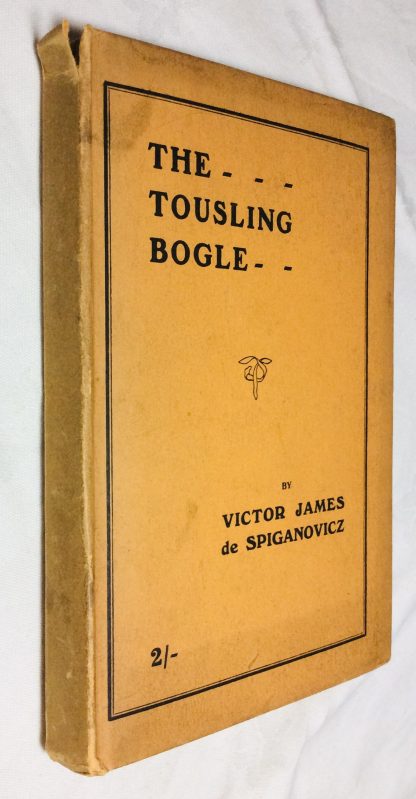 THE - - -
TOUSLING
BOGLE - -
BY
VICTOR JAMES
de SPIGANOVICZ
2/-